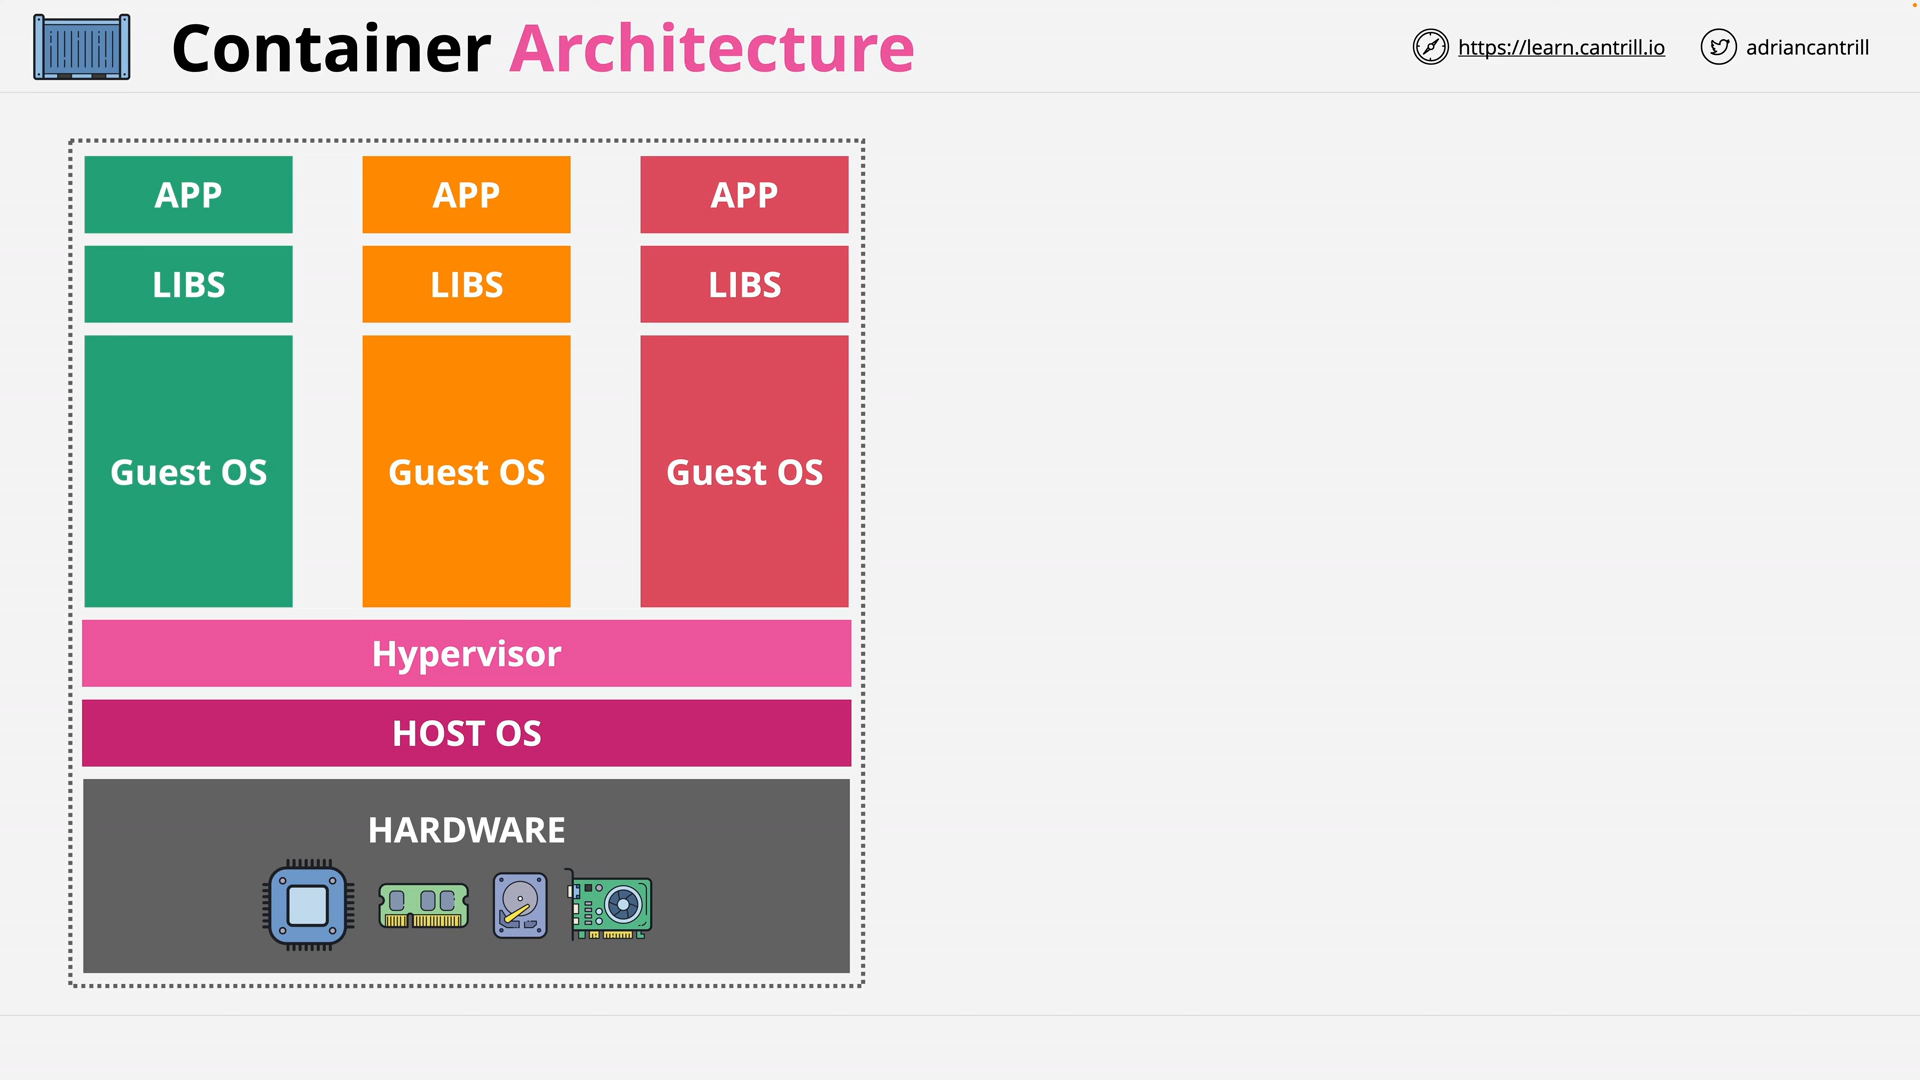 Container Architecture
https://learn.cantrill.io
adriancantrill
APP
APP
APP
LIBS
LIBS
LIBS
Guest OS
Guest OS
Guest OS
Hypervisor
HOST OS
HARDWARE